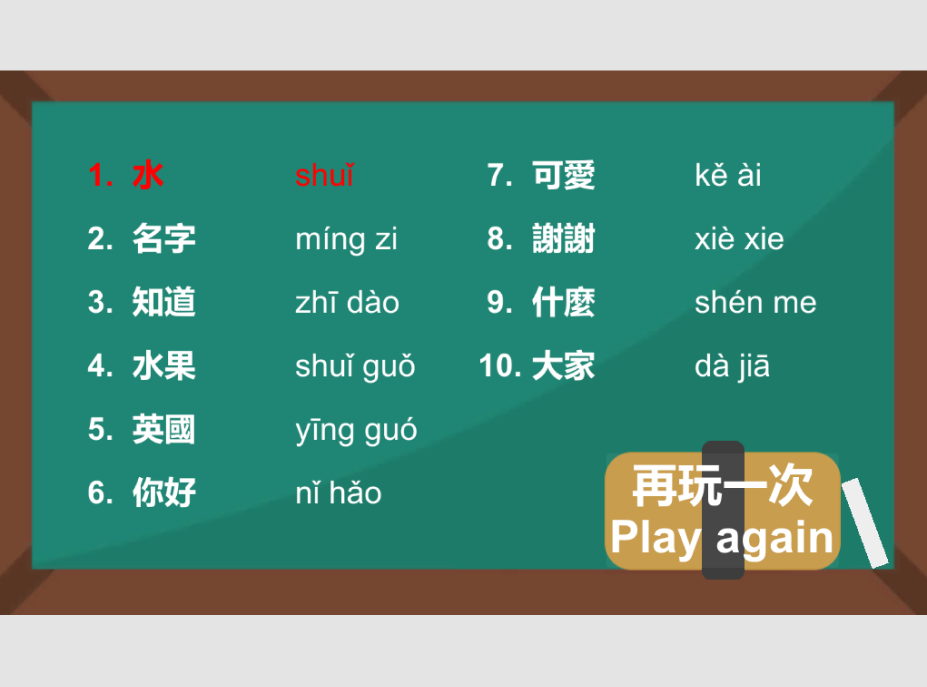 1. 水 shuǐ
2. 名字 míng zi
3. 知道 zhī dào
4. 水果 shuǐ guǒ
5. 英國 yīng guó
6. 你好 nǐ hǎo
7. 可愛 kě ài
8. 謝謝 xiè xie
9. 什麼 shén me
10. 大家 dà jiā
再玩一次
Play again